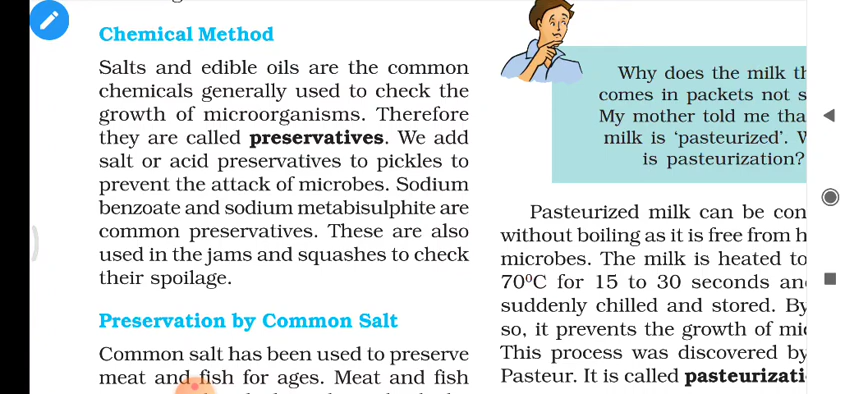 Chemical Method
Salts and edible oils are the common
chemicals generally used to check the
growth of microorganisms. Therefore
they are called preservatives. We add
salt or acid preservatives to pickles to
prevent the attack of microbes. Sodium
benzoate and sodium metabisulphite are
common preservatives. These are also
used in the jams and squashes to check
their spoilage.
Preservation by Common Salt
Common salt has been used to preserve
meat and fish for ages. Meat and fish
Why does the milk th
comes in packets not s
My mother told me tha
milk is ‘pasteurized’. W
is pasteurization?
Pasteurized milk can be con
without boiling as it is free from h
microbes. The milk is heated to
70⁰C for 15 to 30 seconds an
suddenly chilled and stored. By
so, it prevents the growth of mic
This process was discovered by
Pasteur. It is called pasteurizati